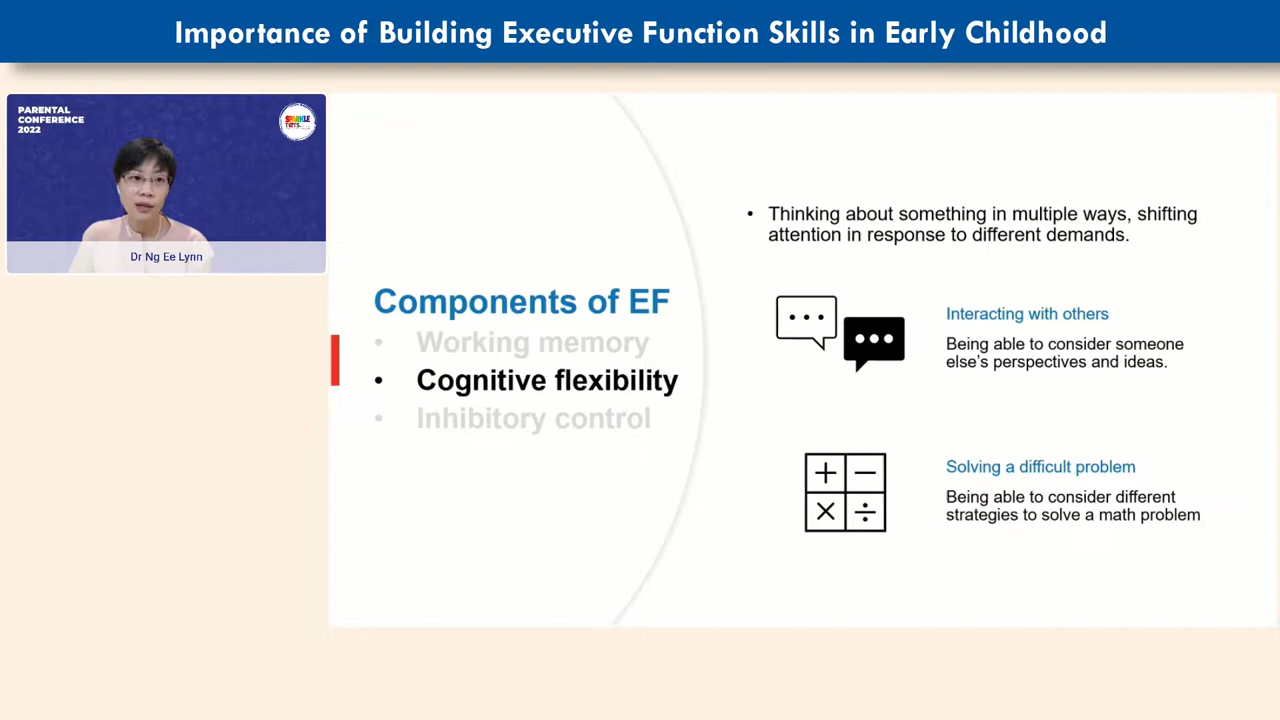 Importance of Building Executive Function Skills in Early Childhood
PARENTAL
CONFERENCE
2022
SPARKLE
TOTS
Dr Ng Ee Lynn
Components of EF
• Working memory
• Cognitive flexibility
• Inhibitory control
• Thinking about something in multiple ways, shifting
attention in response to different demands.
Interacting with others
Being able to consider someone
else’s perspectives and ideas.
Solving a difficult problem
Being able to consider different
strategies to solve a math problem